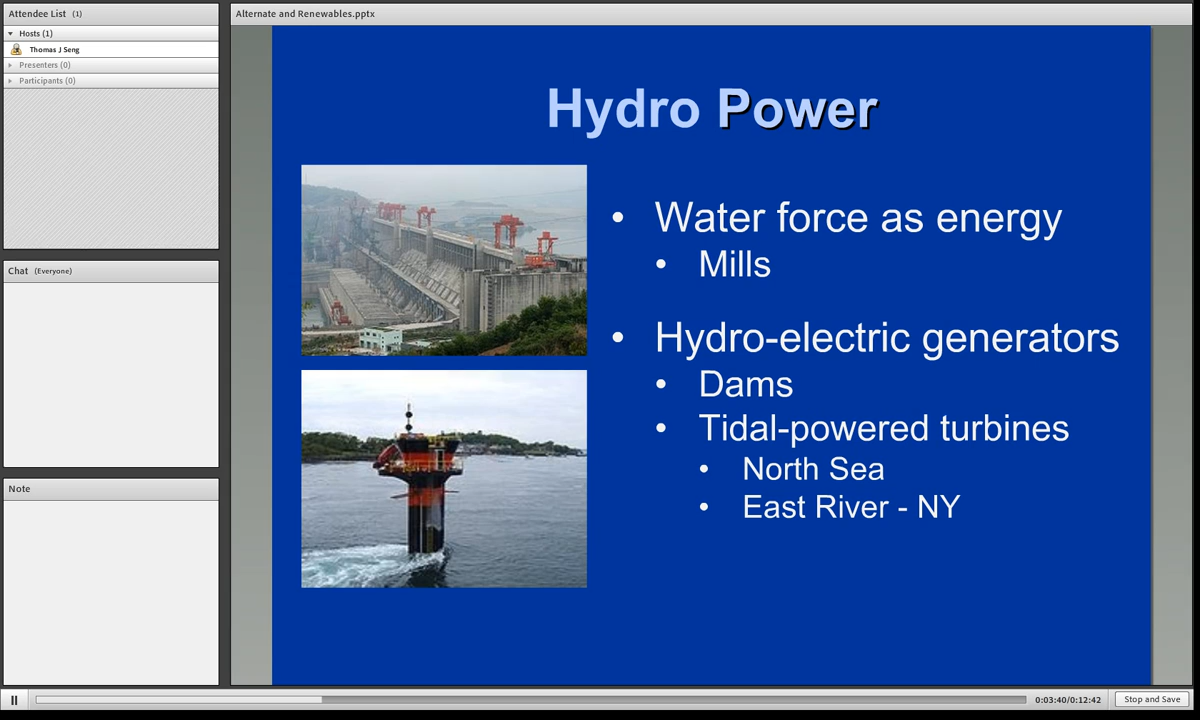 Attendee List (1)
Hosts (1)
Thomas J Seng
Presenters (0)
Participants (0)
Chat (Everyone)
Note
Alternate and Renewables.pptx
Hydro Power
• Water force as energy
• Mills
• Hydro-electric generators
• Dams
• Tidal-powered turbines
• North Sea
• East River - NY
0:03:40/0:12:42
Stop and Save